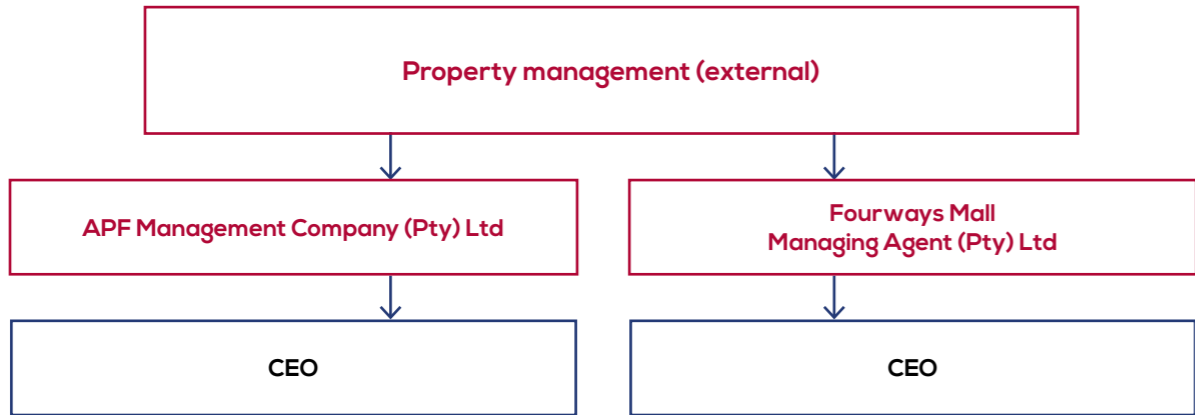 Property management (external)
APF Management Company (Pty) Ltd
Fourways Mall
Managing Agent (Pty) Ltd
CEO
CEO